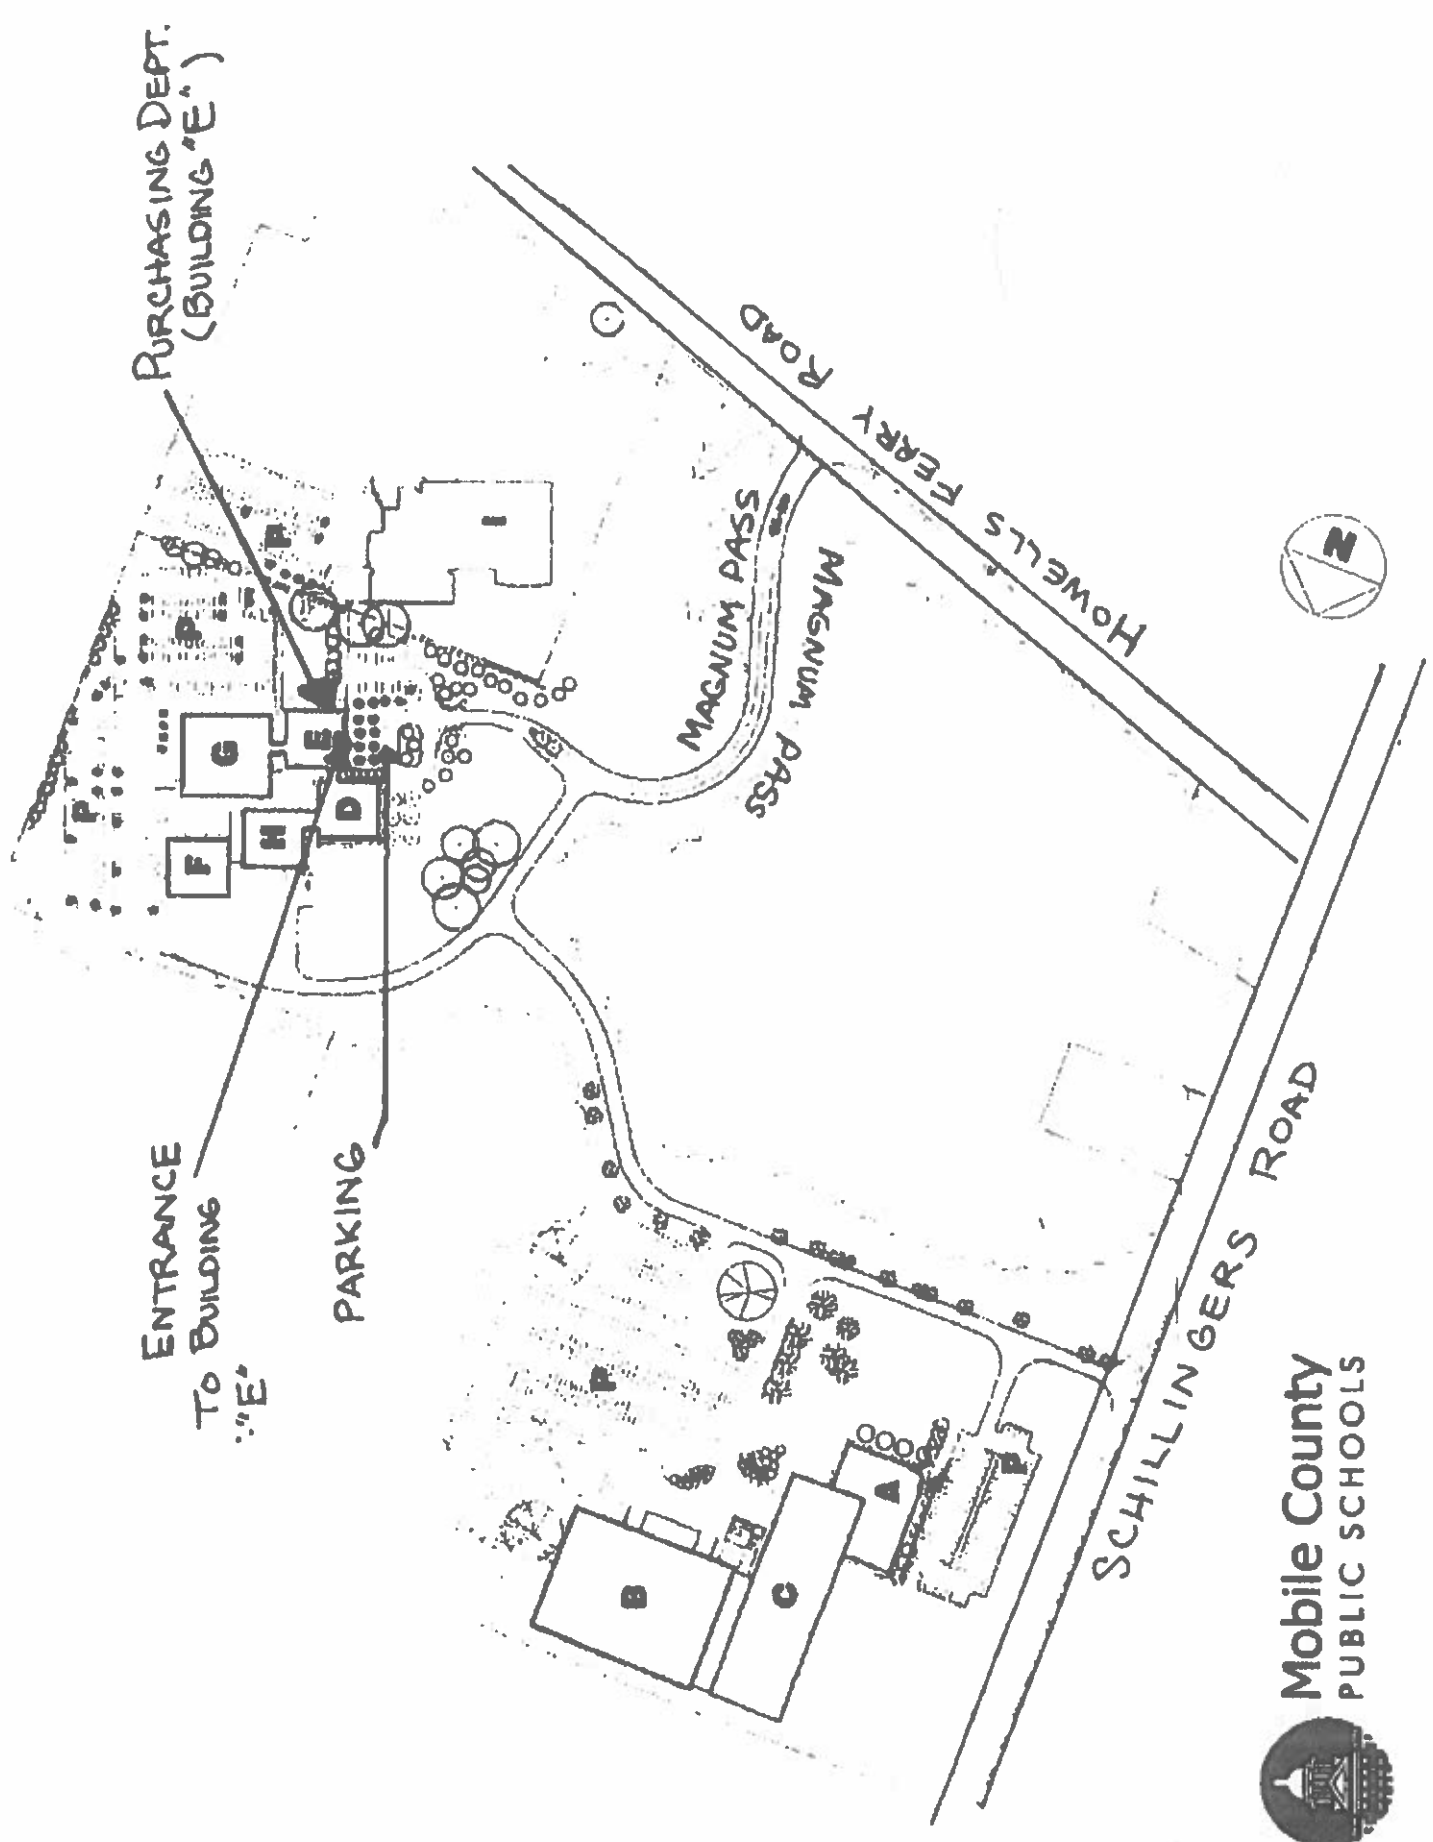 PURCHASING DEPT.
(BUILDING "E")
ENTRANCE
TO BUILDING
"E"
PARKING
P
P
P
G
E
F
H
D
I
MAGNUM PASS
MAGNUM PASS
HOWELLS FERRY ROAD
N
P
B
C
A
P
SCHILLINGERS ROAD
Mobile County
PUBLIC SCHOOLS